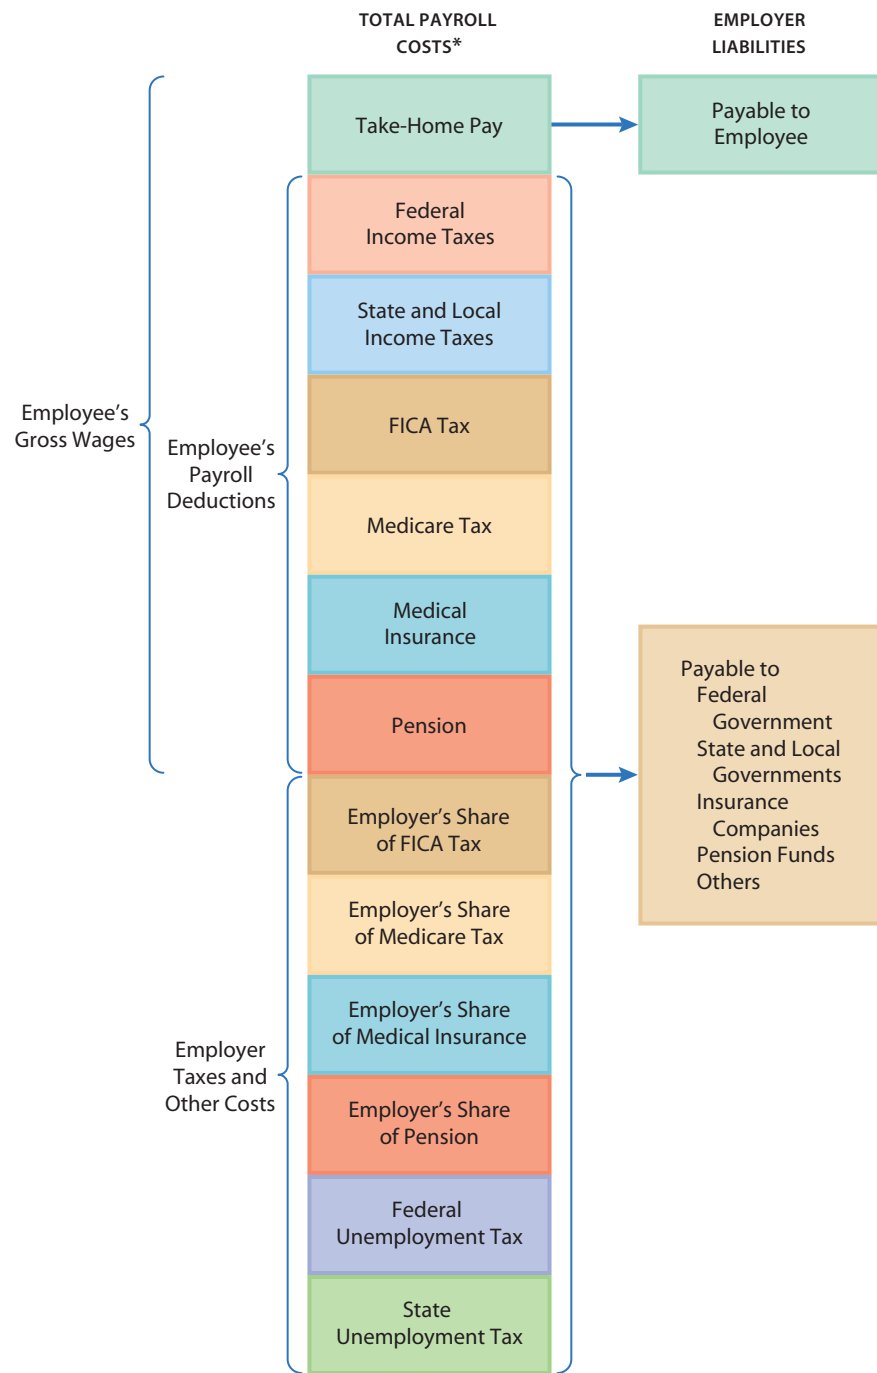 TOTAL PAYROLL
COSTS*
EMPLOYER
LIABILITIES
Take-Home Pay
Payable to
Employee
Federal
Income Taxes
State and Local
Income Taxes
Employee’s
Gross Wages
Employee’s
Payroll
Deductions
FICA Tax
Medicare Tax
Medical
Insurance
Pension
Payable to
Federal
Government
State and Local
Governments
Insurance
Companies
Pension Funds
Others
Employer’s Share
of FICA Tax
Employer’s Share
of Medicare Tax
Employer’s Share
of Medical Insurance
Employer
Taxes and
Other Costs
Employer’s Share
of Pension
Federal
Unemployment Tax
State
Unemployment Tax